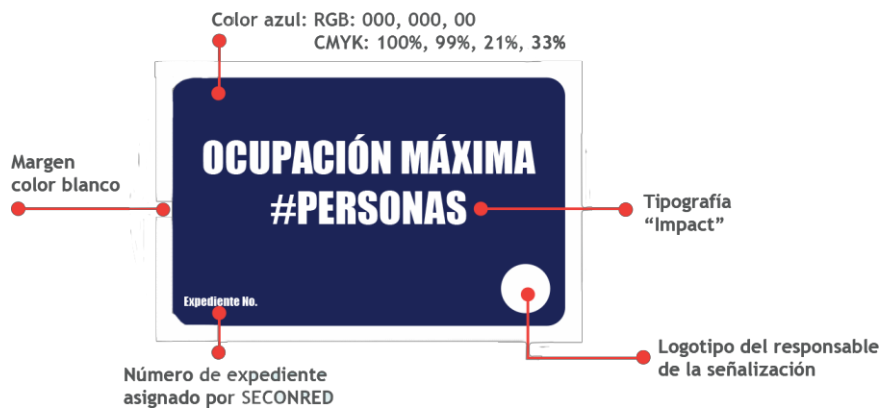 Color azul: RGB: 000, 000, 00
CMYK: 100%, 99%, 21%, 33%
OCUPACIÓN MÁXIMA
#PERSONAS
Margen
color blanco
Tipografía
“Impact”
Expediente No.
Logotipo del responsable
de la señalización
Número de expediente
asignado por SECONRED